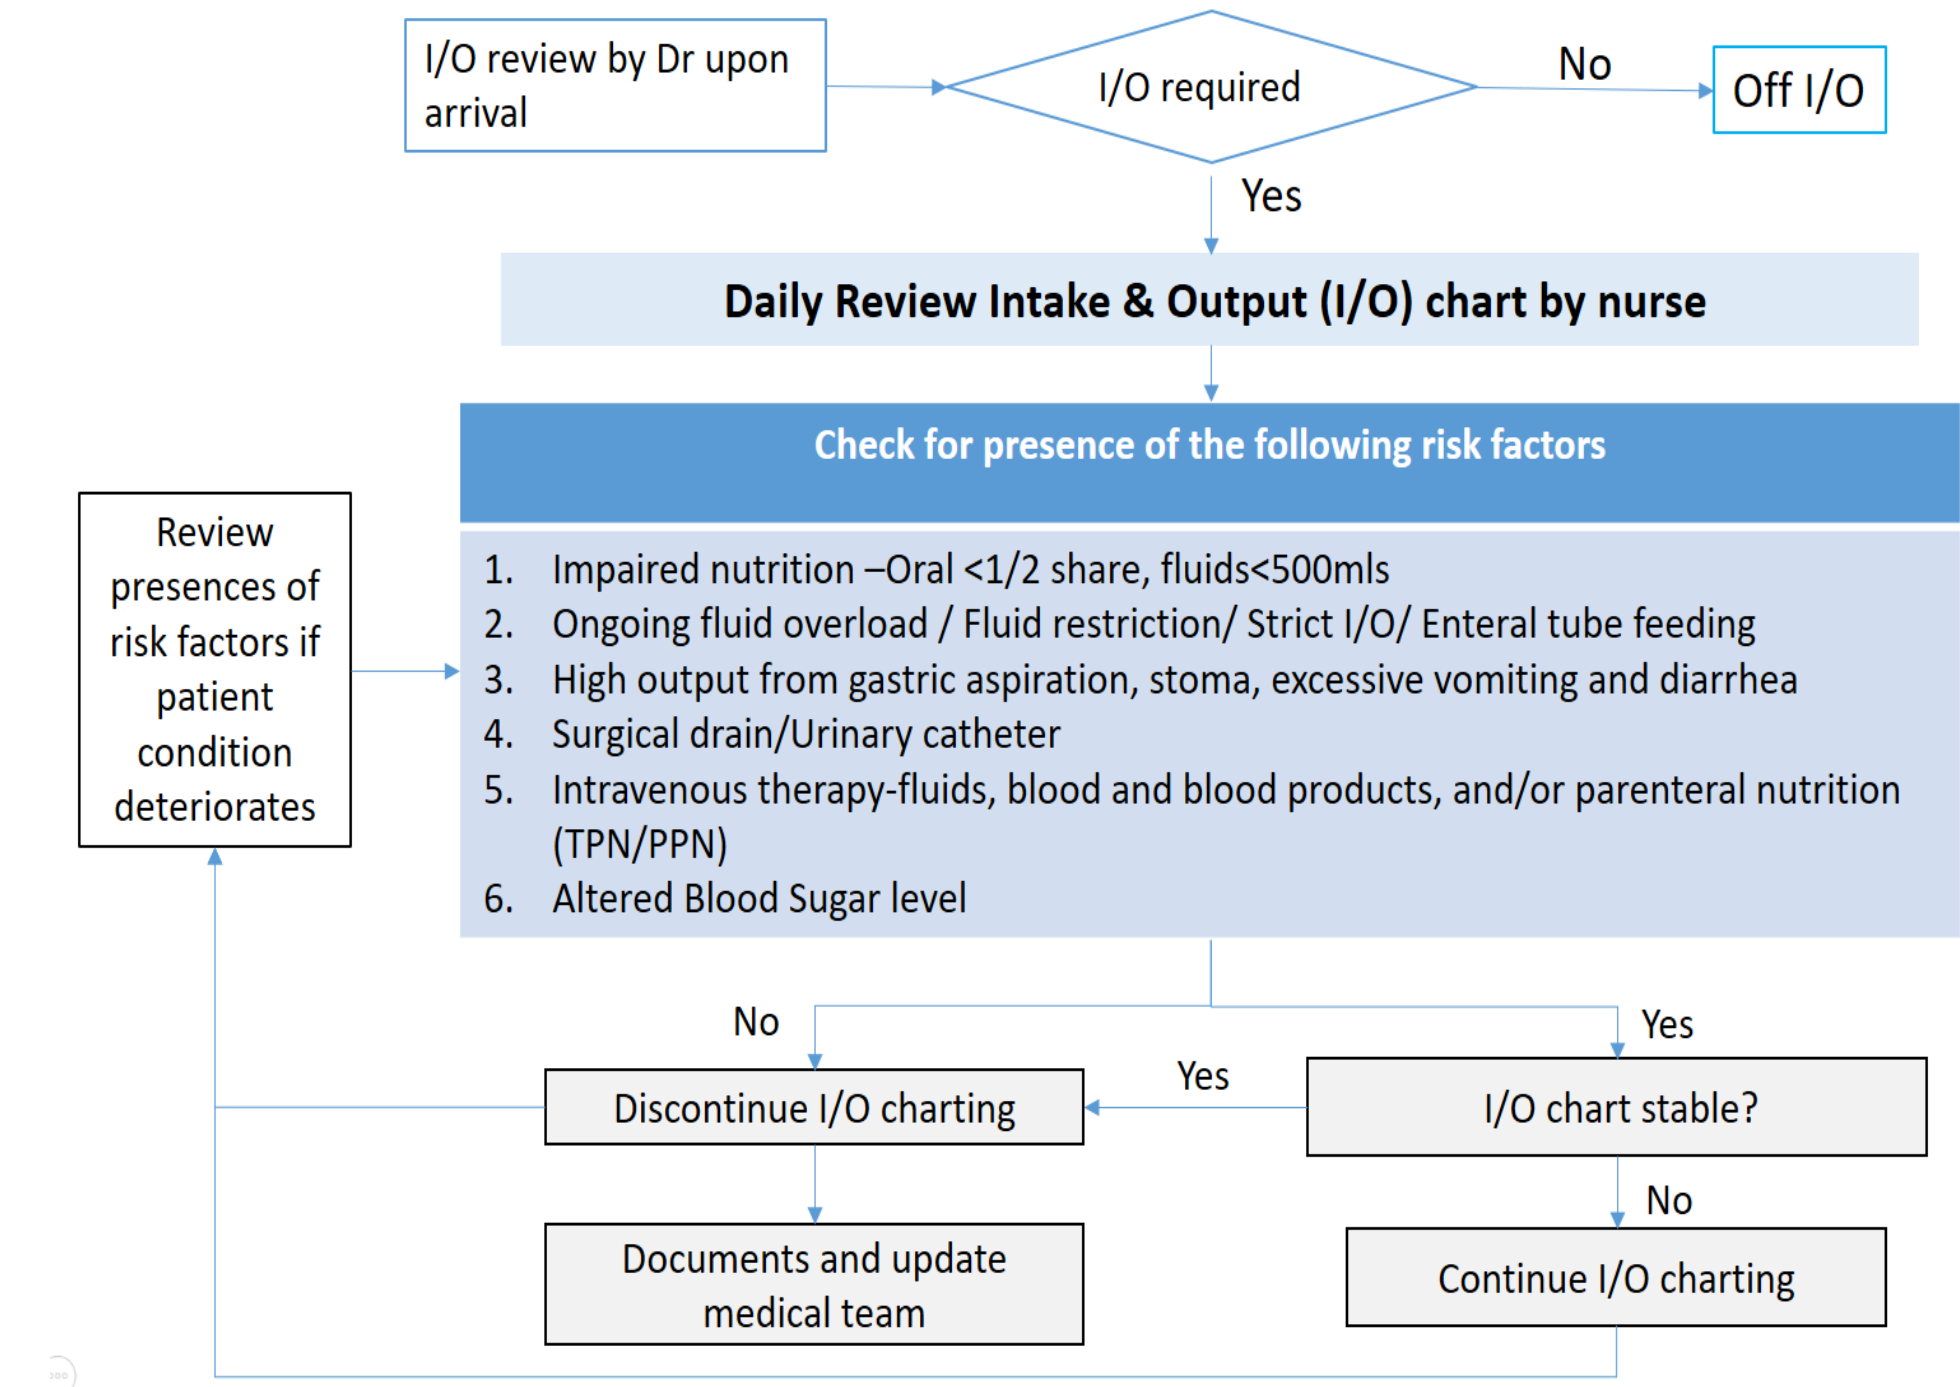 I/O review by Dr upon
arrival
I/O required
No
Off I/O
Yes
Daily Review Intake & Output (I/O) chart by nurse
Check for presence of the following risk factors
Review
presences of
risk factors if
patient
condition
deteriorates
1. Impaired nutrition –Oral <1/2 share, fluids<500mls
2. Ongoing fluid overload / Fluid restriction/ Strict I/O/ Enteral tube feeding
3. High output from gastric aspiration, stoma, excessive vomiting and diarrhea
4. Surgical drain/Urinary catheter
5. Intravenous therapy-fluids, blood and blood products, and/or parenteral nutrition
(TPN/PPN)
6. Altered Blood Sugar level
No
Yes
Discontinue I/O charting
Yes
I/O chart stable?
No
Documents and update
medical team
Continue I/O charting